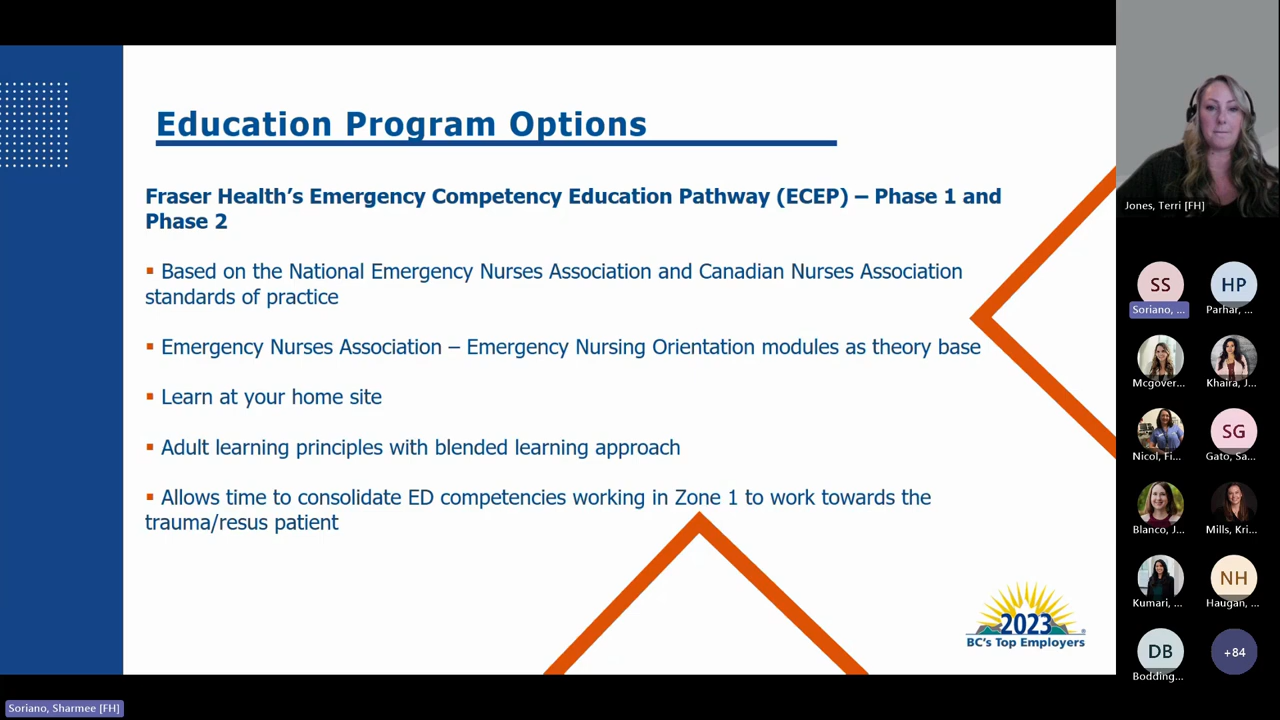 Education Program Options
Fraser Health's Emergency Competency Education Pathway (ECEP) – Phase 1 and
Phase 2
▪ Based on the National Emergency Nurses Association and Canadian Nurses Association
standards of practice
▪ Emergency Nurses Association – Emergency Nursing Orientation modules as theory base
▪ Learn at your home site
▪ Adult learning principles with blended learning approach
▪ Allows time to consolidate ED competencies working in Zone 1 to work towards the
trauma/resus patient
2023
BC's Top Employers
Jones, Terri [FH]
SS
Soriano, ...
HP
Parhar, ...
Mcgover...
Khaira, J...
Nicol, Fi...
SG
Gato, Sa...
Blanco, J...
Mills, Kri...
Kumari, ...
NH
Haugan, ...
DB
Bodding...
+84
Soriano, Sharmee [FH]